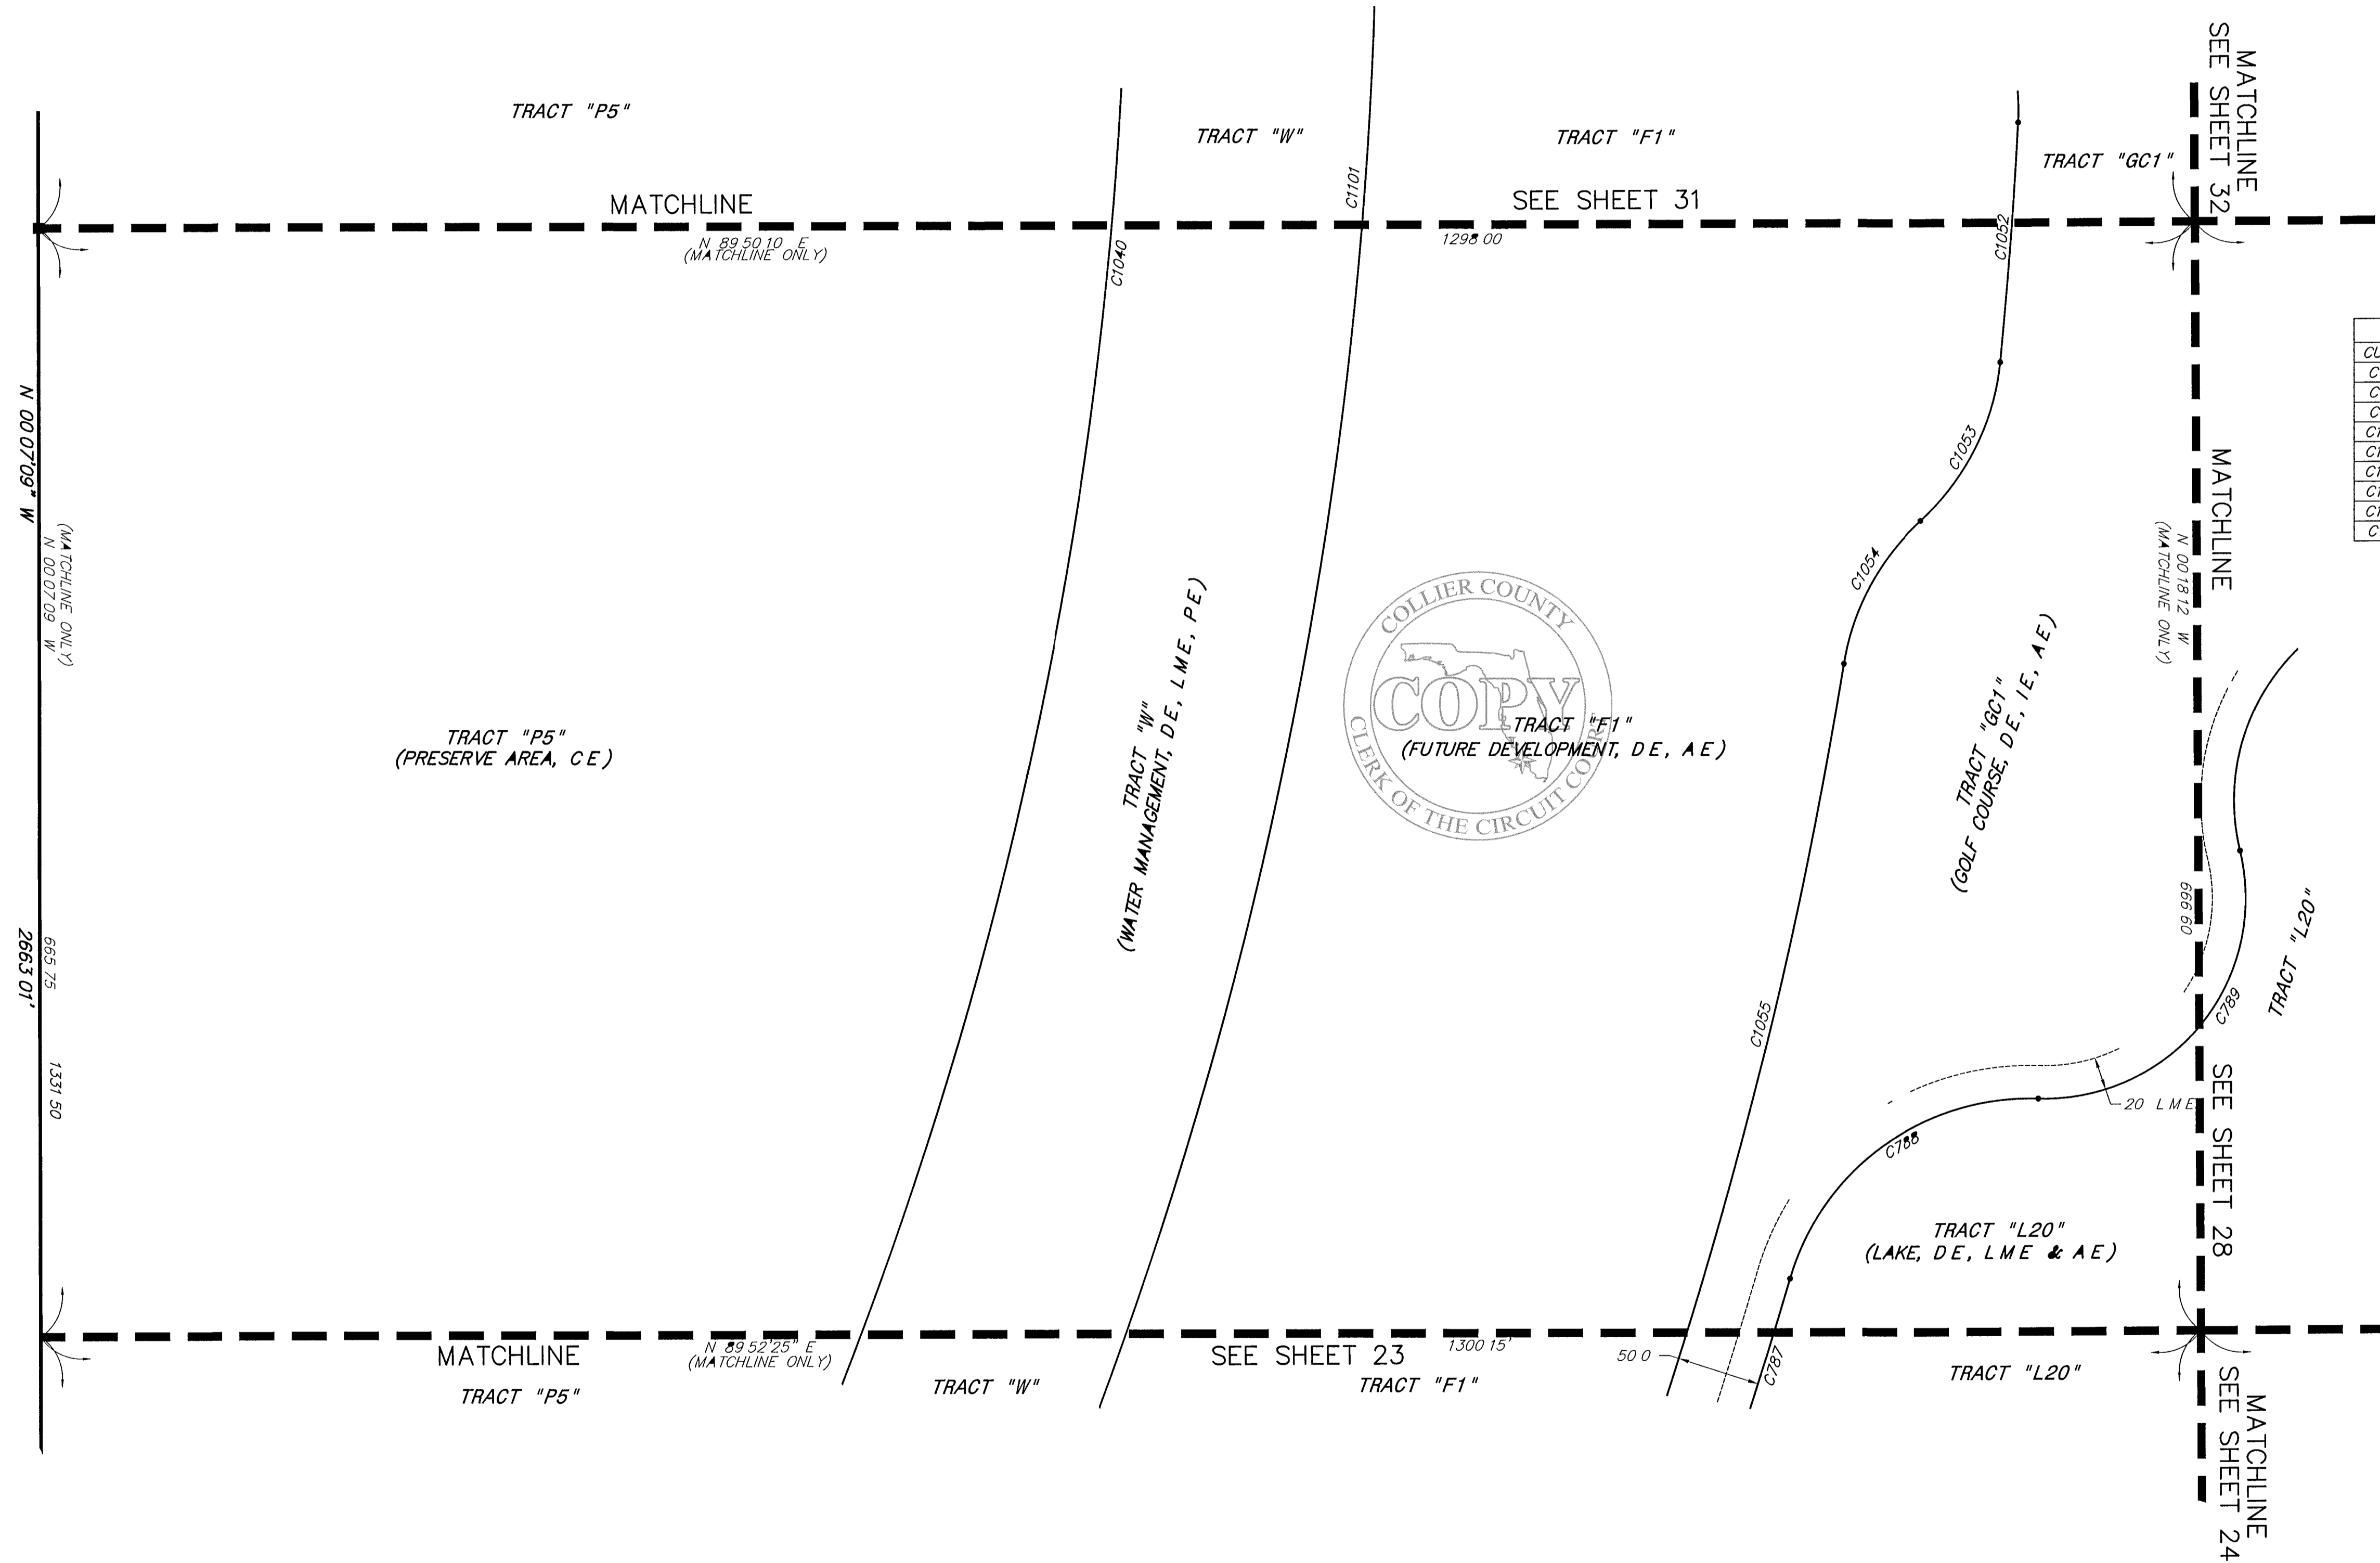 TRACT "P5"
TRACT "W"
TRACT "F1"
TRACT "GC1"
MATCHLINE
SEE SHEET 32
C1101
MATCHLINE
SEE SHEET 31
N 89 50 10 E
(MATCHLINE ONLY)
1298 00
C1040
C1052
N 00 07'09" W
(MATCHLINE ONLY)
N 00 07 09 W
C1053
C1054
MATCHLINE
N 00 18 12 W
(MATCHLINE ONLY)
TRACT "P5"
(PRESERVE AREA, C E)
TRACT "W"
(WATER MANAGEMENT, D E, L M E, P E)
COLLIER COUNTY
COPY
CLERK OF THE CIRCUIT COURT
TRACT "F1"
(FUTURE DEVELOPMENT, D E, A E)
TRACT "GC1"
(GOLF COURSE, D E, I E, A E)
666 60
TRACT "L20"
2663 01'
665 75
1331 50
C1055
C789
20 L M E
C788
SEE SHEET 28
TRACT "L20"
(LAKE, D E, L M E & A E)
MATCHLINE
N 89 52'25" E
(MATCHLINE ONLY)
SEE SHEET 23
1300 15'
50 0
C787
TRACT "P5"
TRACT "W"
TRACT "F1"
TRACT "L20"
MATCHLINE
SEE SHEET 24